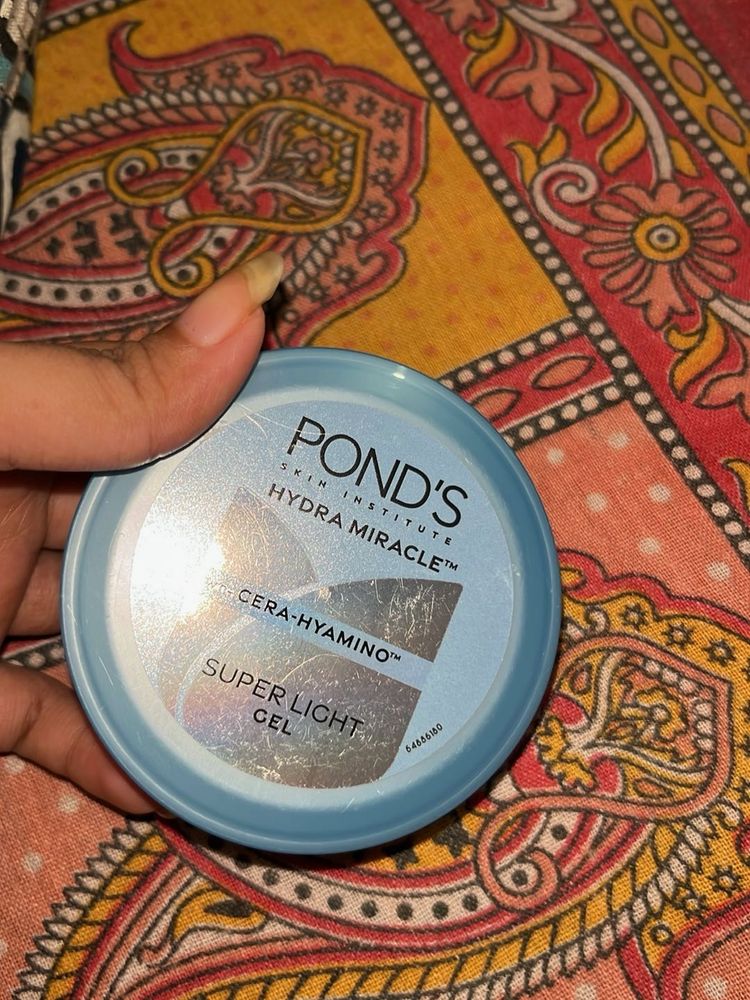 POND'S
SKIN INSTITUTE
HYDRA MIRACLE™
CERA-HYAMINO™
SUPER LIGHT
GEL
64886180